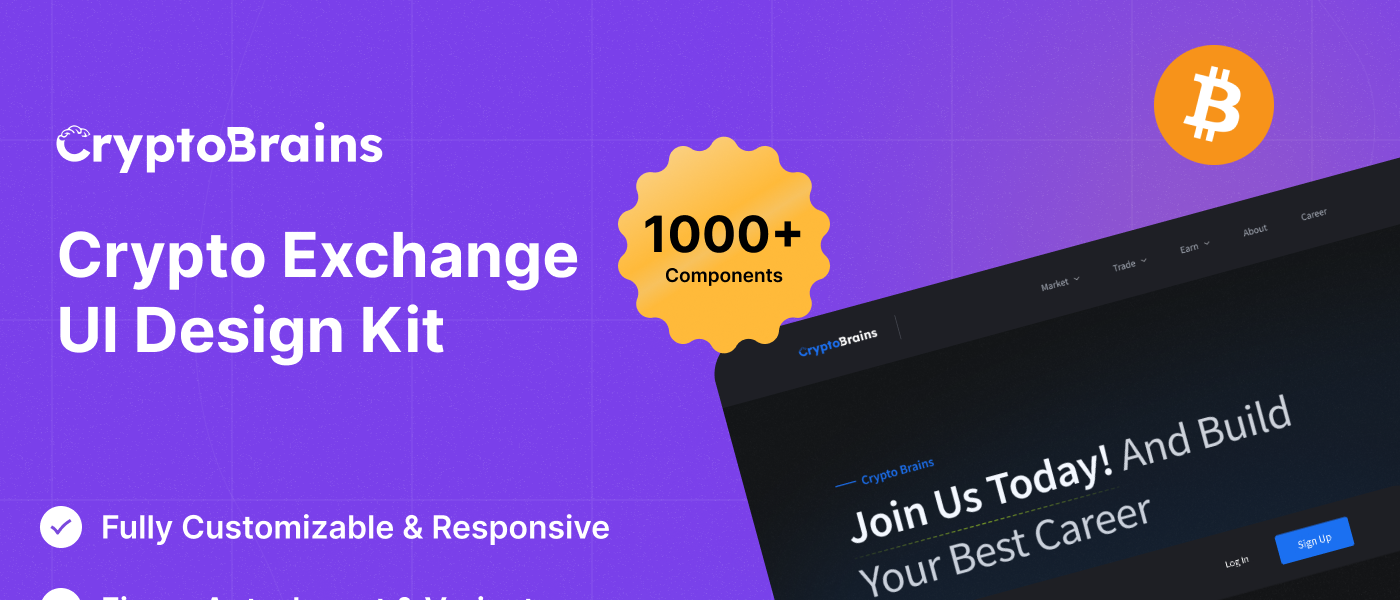 CryptoBrains
Crypto Exchange
UI Design Kit
1000+
Components
Fully Customizable & Responsive
CryptoBrains
Market
Trade
Earn
About
Career
Crypto Brains
Join Us Today! And Build
Your Best Career
Log In
Sign Up